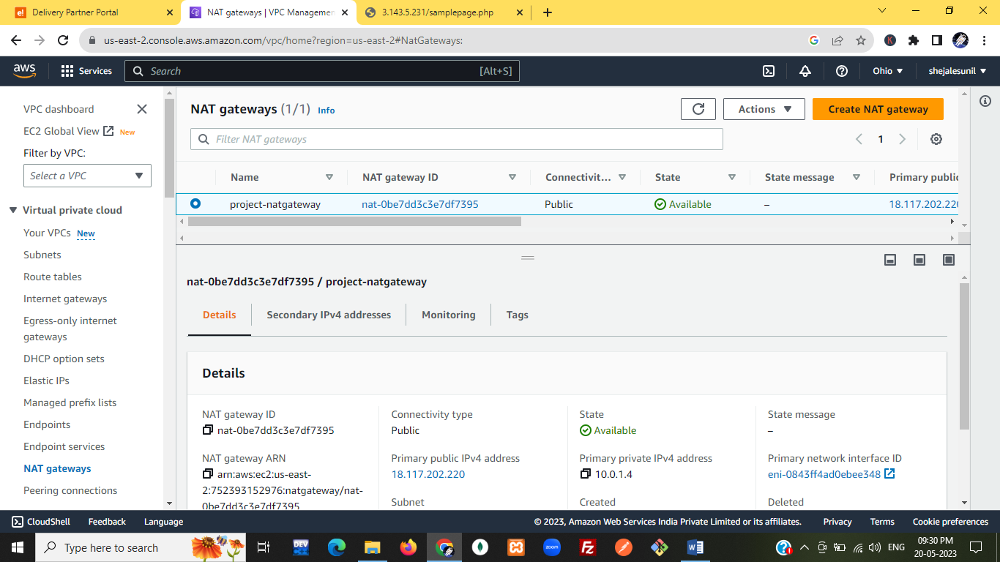 Delivery Partner Portal
NAT gateways | VPC Managemen
3.143.5.231/samplepage.php
us-east-2.console.aws.amazon.com/vpc/home?region=us-east-2#NatGateways:
K
aws
Services
Search
[Alt+S]
Ohio
shejalesunil
VPC dashboard
EC2 Global View New
Filter by VPC:
Select a VPC
Virtual private cloud
Your VPCs New
Subnets
Route tables
Internet gateways
Egress-only internet
gateways
DHCP option sets
Elastic IPs
Managed prefix lists
Endpoints
Endpoint services
NAT gateways
Peering connections
NAT gateways (1/1) Info
Actions
Create NAT gateway
Filter NAT gateways
1
Name NAT gateway ID Connectivit... State State message Primary public
project-natgateway nat-0be7dd3c3e7df7395 Public Available – 18.117.202.220
nat-0be7dd3c3e7df7395 / project-natgateway
Details Secondary IPv4 addresses Monitoring Tags
Details
NAT gateway ID
nat-0be7dd3c3e7df7395
Connectivity type
Public
State
Available
State message
–
NAT gateway ARN
arn:aws:ec2:us-east-
2:752393152976:natgateway/nat-
0be7dd3c3e7df7395
Primary public IPv4 address
18.117.202.220
Primary private IPv4 address
10.0.1.4
Primary network interface ID
eni-0843ff4ad0ebee348
Subnet
Created
Deleted
CloudShell Feedback Language
© 2023, Amazon Web Services India Private Limited or its affiliates. Privacy Terms Cookie preferences
Type here to search
DEV
zoom
ENG
09:30 PM
20-05-2023